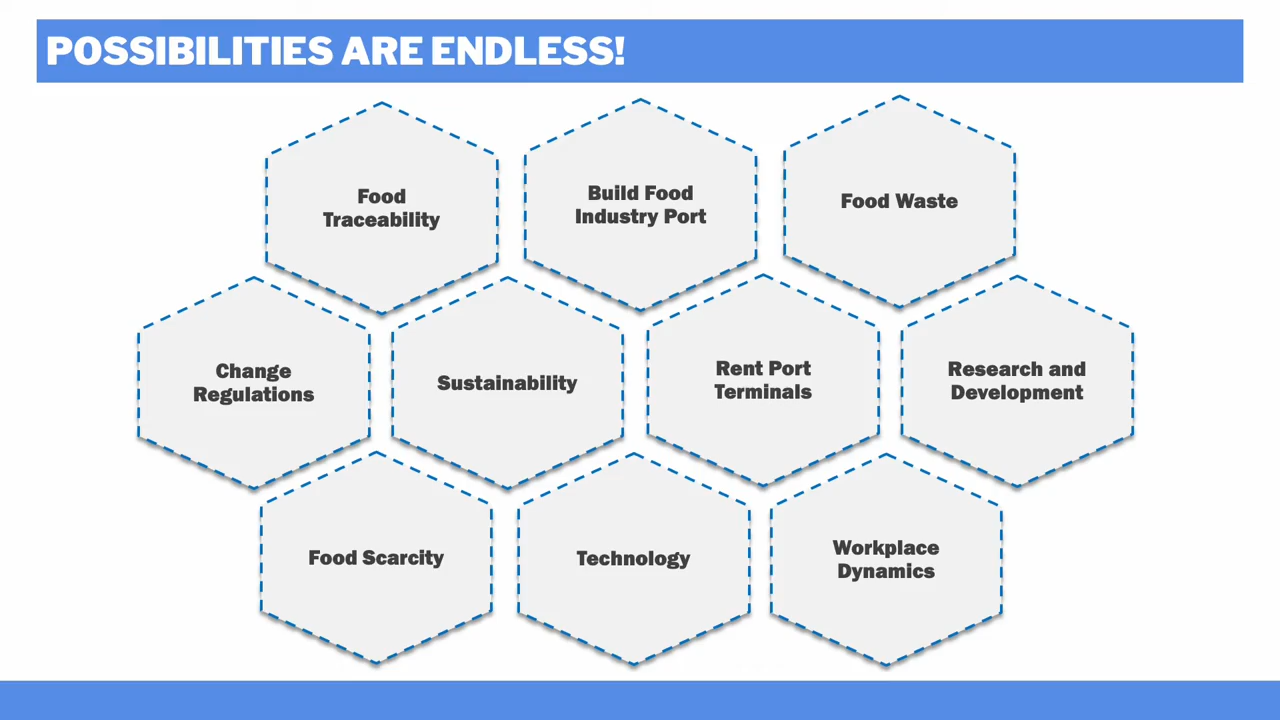 POSSIBILITIES ARE ENDLESS!
Food
Traceability
Build Food
Industry Port
Food Waste
Change
Regulations
Sustainability
Rent Port
Terminals
Research and
Development
Food Scarcity
Technology
Workplace
Dynamics